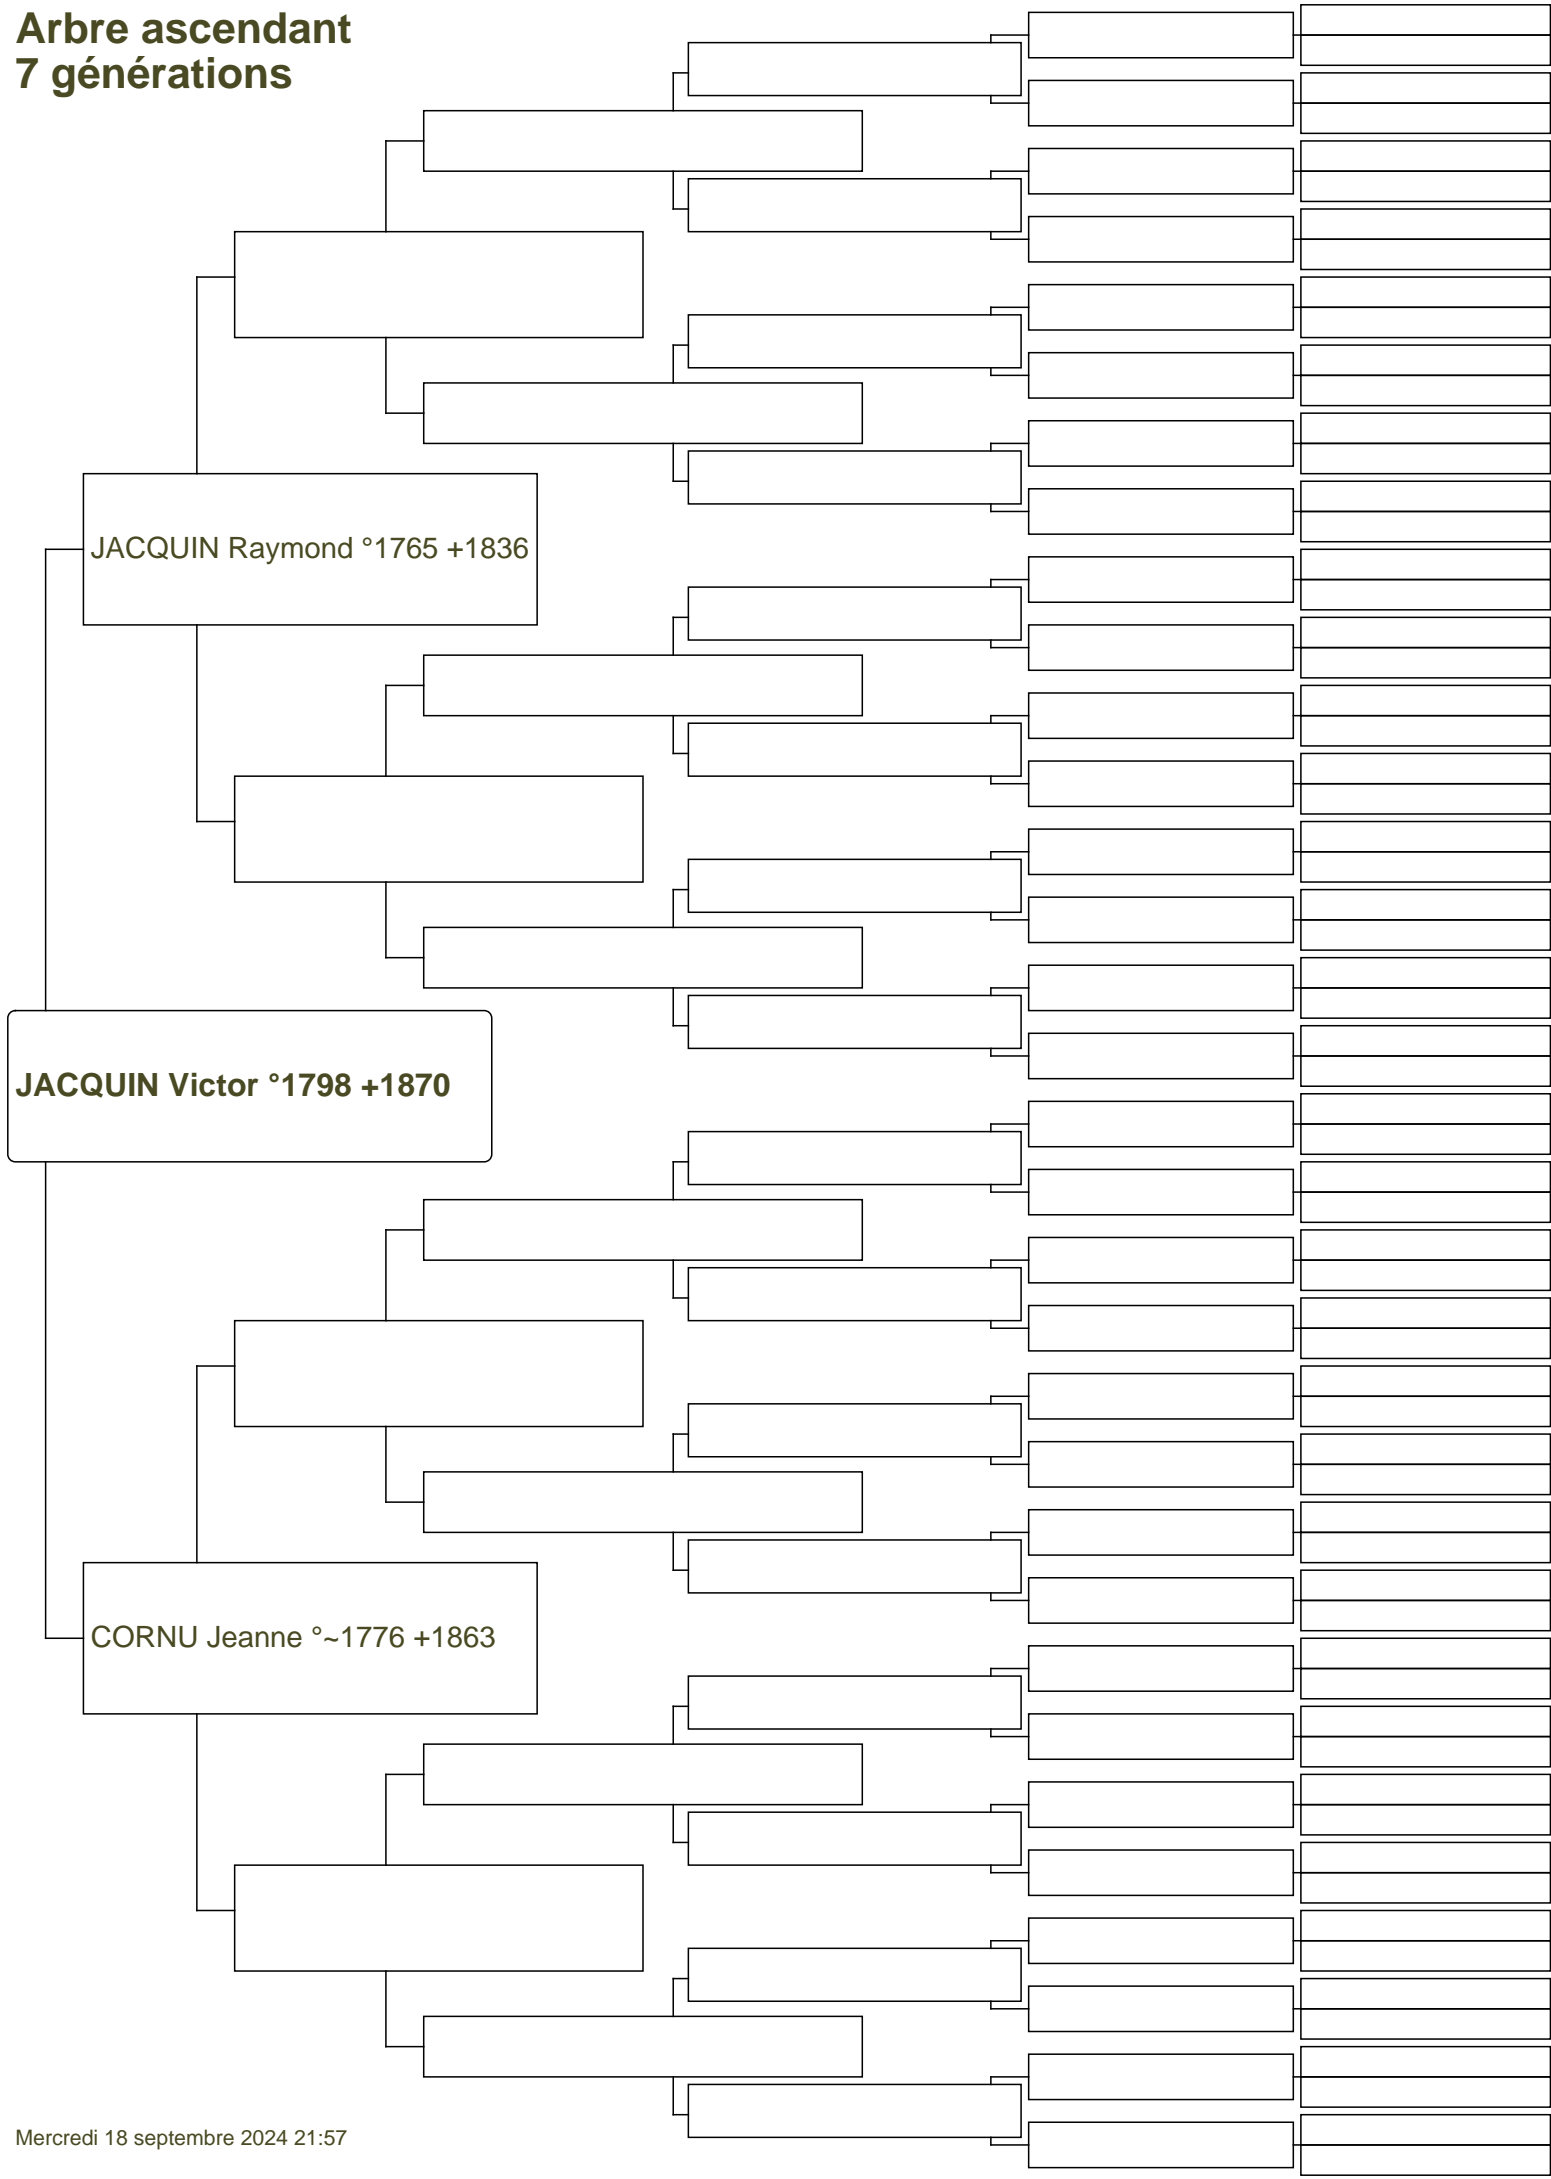 Arbre ascendant
7 générations
JACQUIN Raymond °1765 +1836
JACQUIN Victor °1798 +1870
CORNU Jeanne °~1776 +1863
Mercredi 18 septembre 2024 21:57